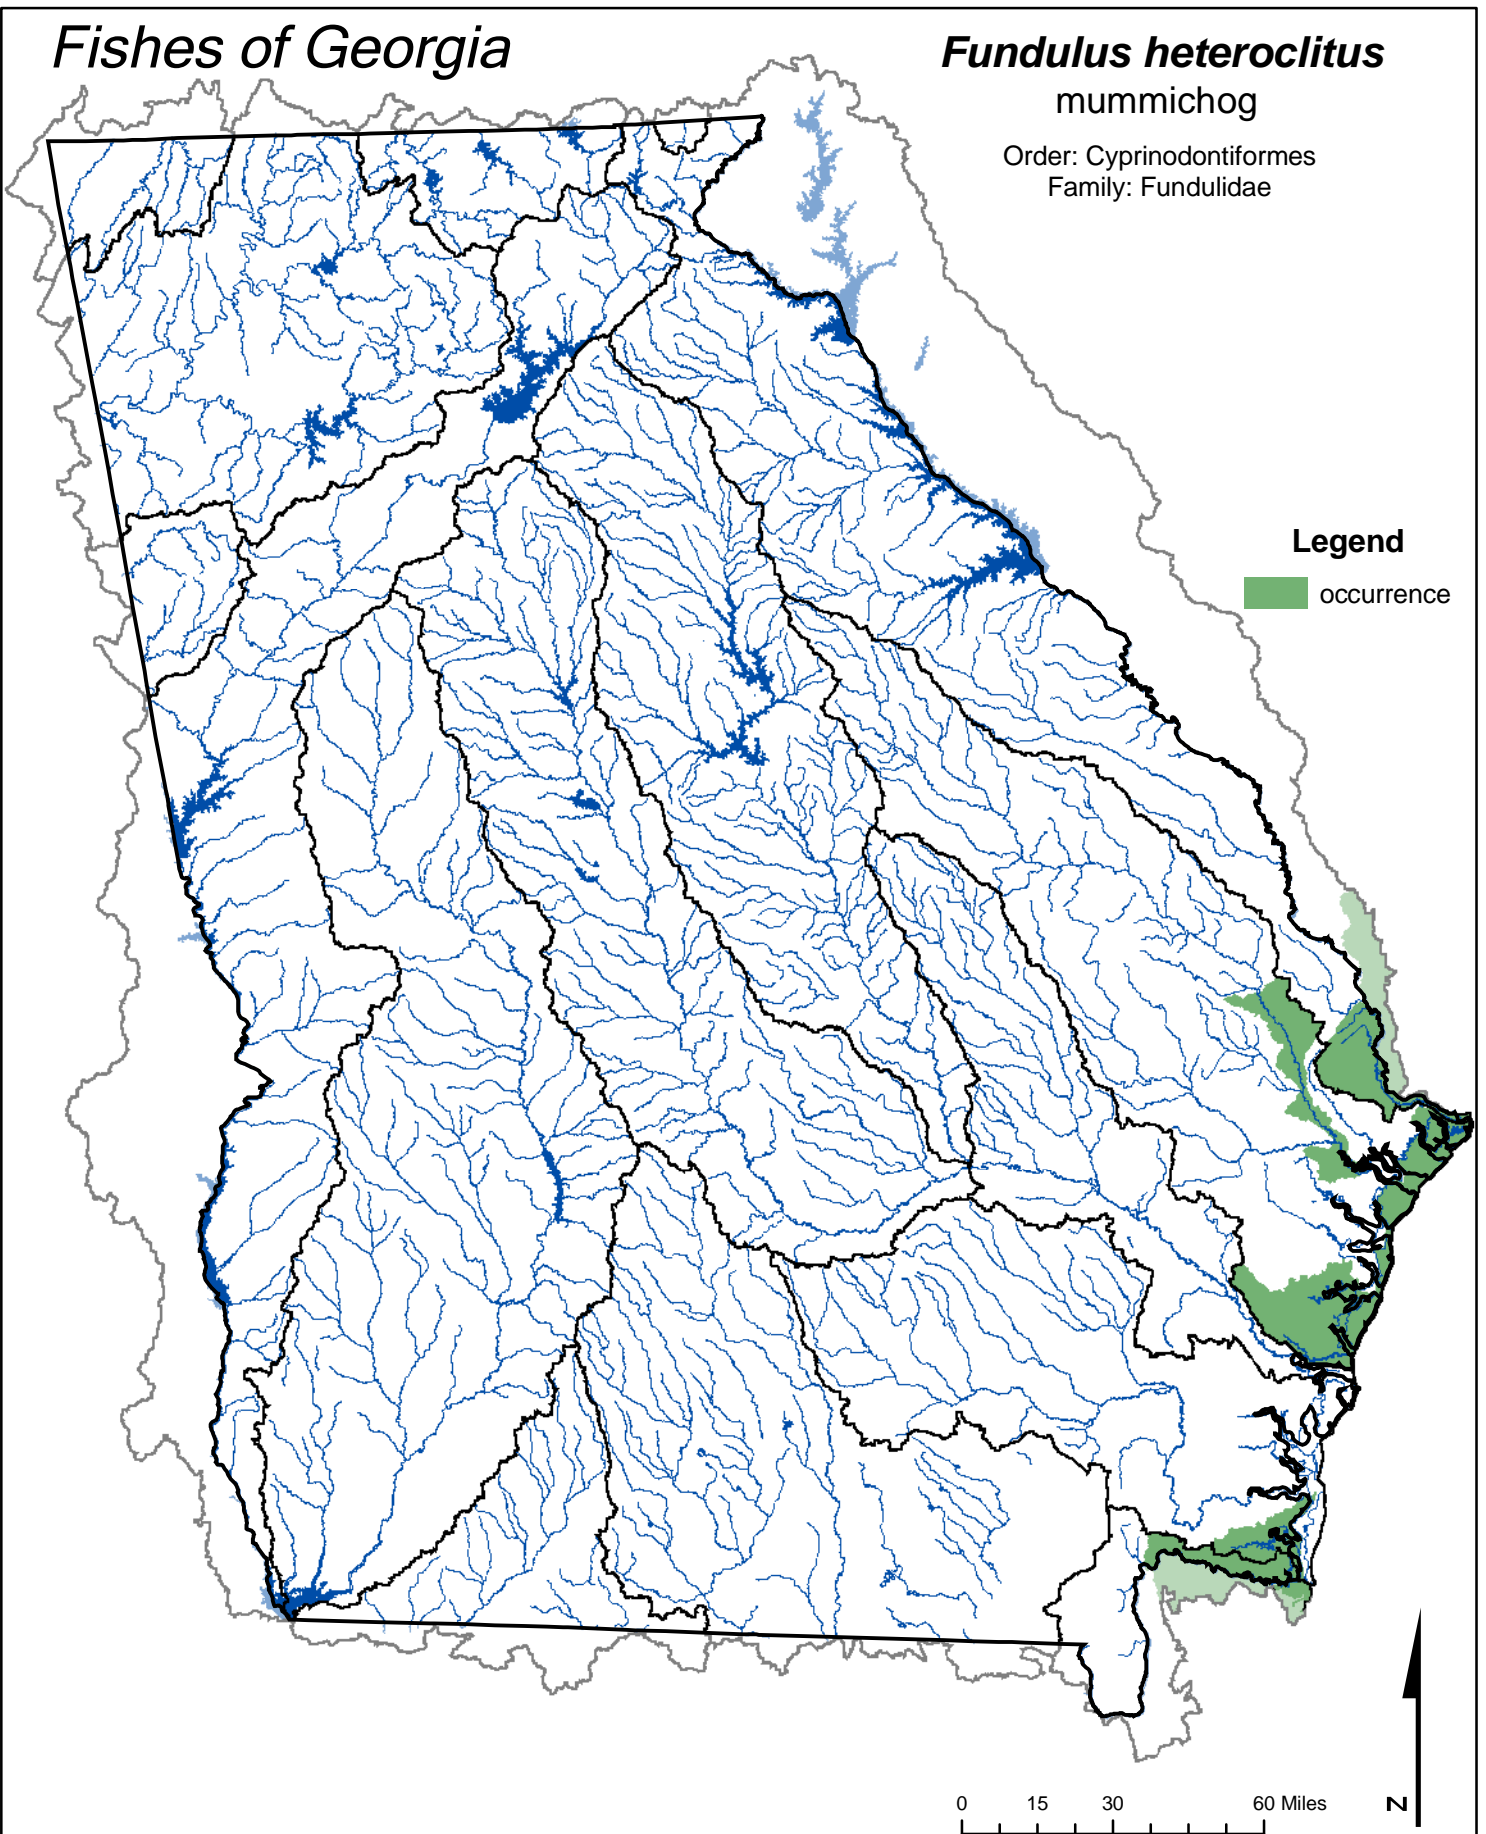 Fishes of Georgia
Fundulus heteroclitus
mummichog
Order: Cyprinodontiformes
Family: Fundulidae
Legend
occurrence
0 15 30 60 Miles
N